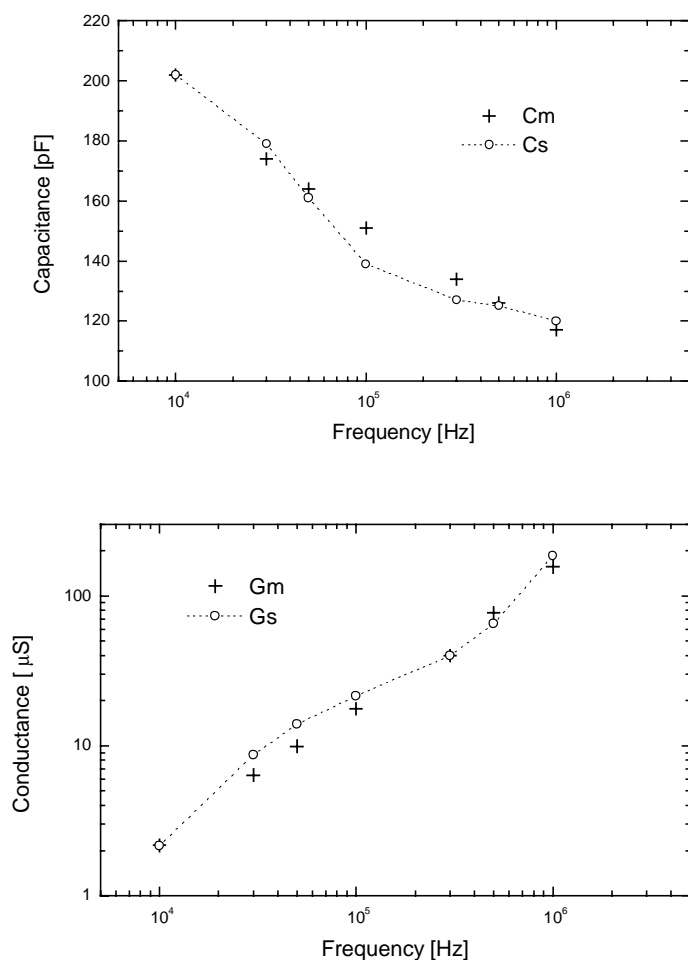 220
200
180
160
140
120
100
Capacitance [pF]
Cm
Cs
10⁴
10⁵
10⁶
Frequency [Hz]
100
10
1
Conductance [ μS]
Gm
Gs
10⁴
10⁵
10⁶
Frequency [Hz]